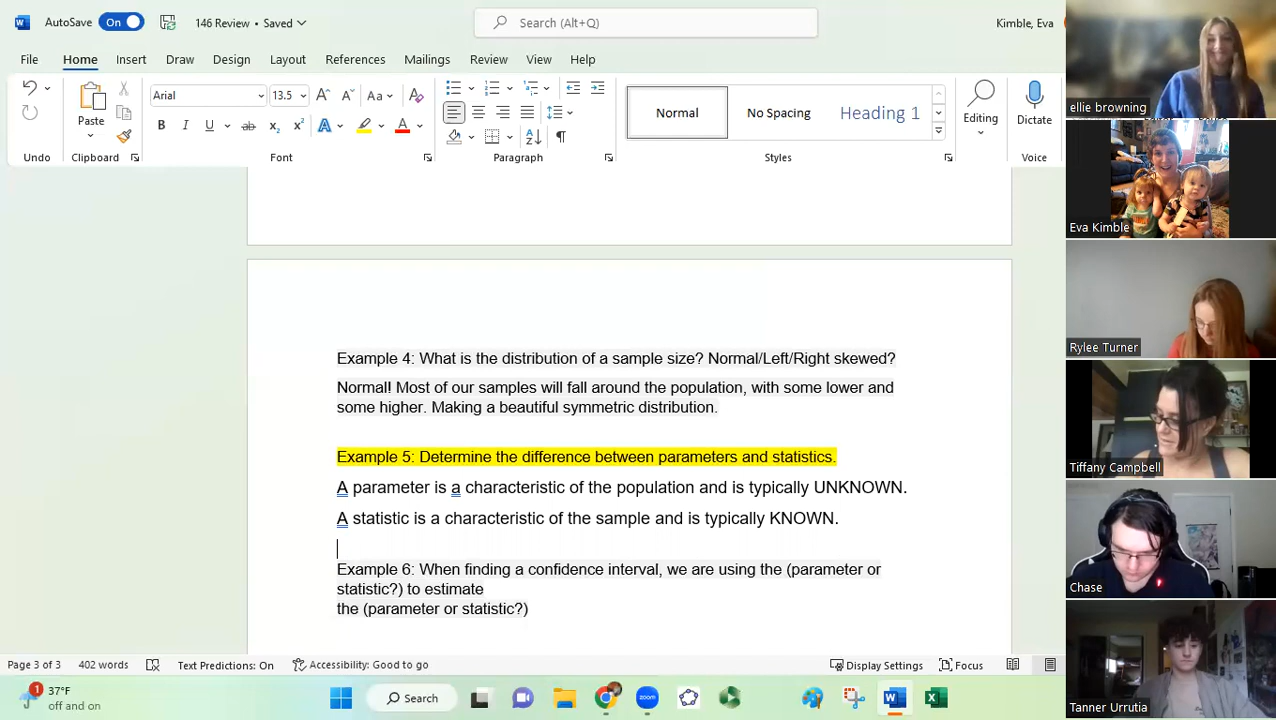 AutoSave On 146 Review • Saved Search (Alt+Q) Kimble, Eva
File Home Insert Draw Design Layout References Mailings Review View Help
Arial 13.5 Aa
Normal No Spacing Heading 1
Paste Editing Dictate
B I U ab x₂ x² A A
Undo Clipboard Font Paragraph Styles Voice
ellie browning
Eva Kimble
Rylee Turner
Tiffany Campbell
Chase
Tanner Urrutia
Example 4: What is the distribution of a sample size? Normal/Left/Right skewed?
Normal! Most of our samples will fall around the population, with some lower and
some higher. Making a beautiful symmetric distribution.
Example 5: Determine the difference between parameters and statistics.
A parameter is a characteristic of the population and is typically UNKNOWN.
A statistic is a characteristic of the sample and is typically KNOWN.
Example 6: When finding a confidence interval, we are using the (parameter or
statistic?) to estimate
the (parameter or statistic?)
Page 3 of 3 402 words Text Predictions: On Accessibility: Good to go Display Settings Focus
1 37°F
off and on
Search zoom